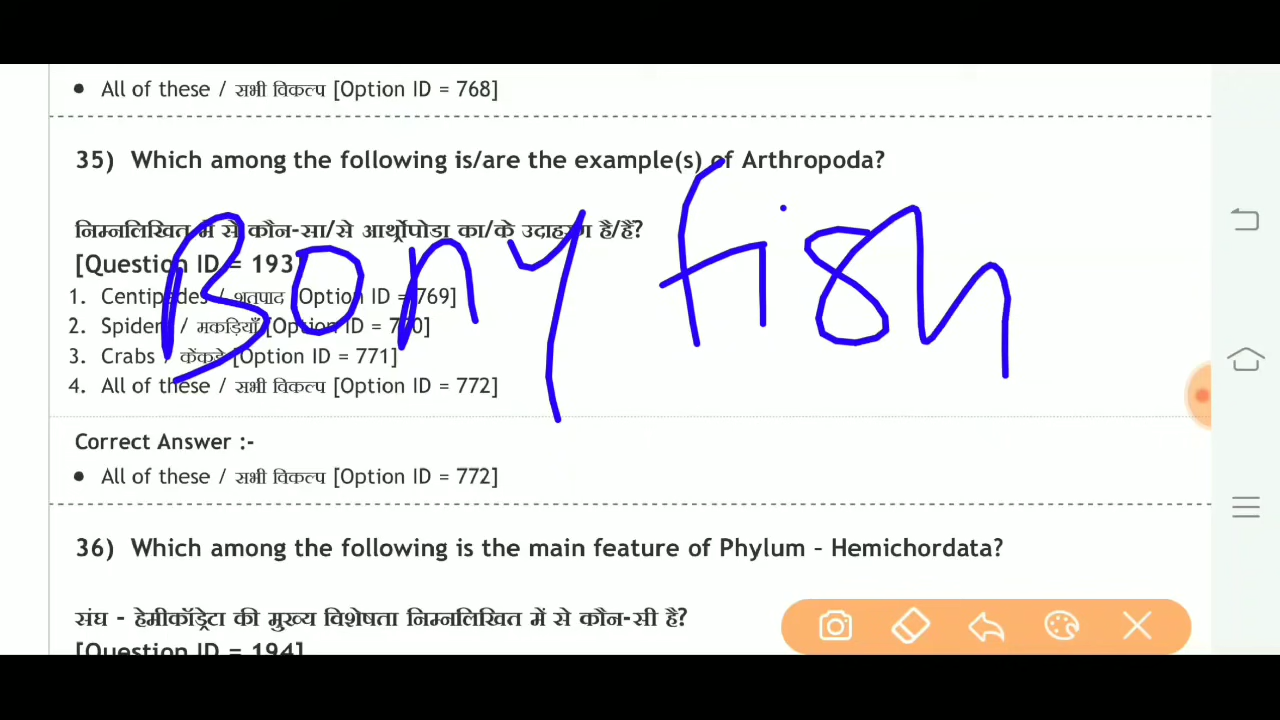 All of these / सभी विकल्प [Option ID = 768]
35) Which among the following is/are the example(s) of Arthropoda?
निम्नलिखित में से कौन-सा/से आर्थ्रोपोडा का/के उदाहरण है/हैं?
[Question ID = 193]
1. Centipedes / शतपाद [Option ID = 769]
2. Spiders / मकड़ियाँ [Option ID = 770]
3. Crabs / केंकड़े [Option ID = 771]
4. All of these / सभी विकल्प [Option ID = 772]
Bony fish
Correct Answer :-
All of these / सभी विकल्प [Option ID = 772]
36) Which among the following is the main feature of Phylum – Hemichordata?
संघ - हेमीकॉर्ड्रेटा की मुख्य विशेषता निम्नलिखित में से कौन-सी है?
[Question ID = 194]